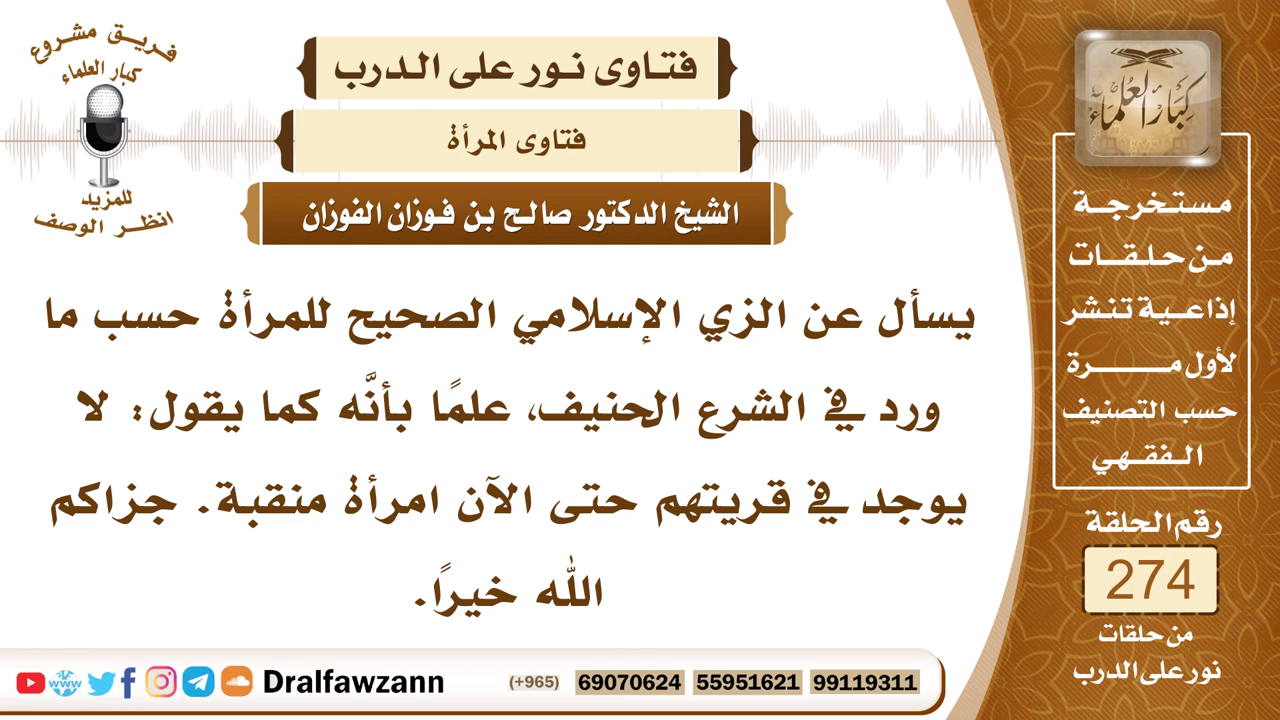 فريق مشروع
كبار العلماء
للمزيد
انظر الوصف
فتاوى نور على الدرب
فتاوى المرأة
الشيخ الدكتور صالح بن فوزان الفوزان
يسأل عن الزي الإسلامي الصحيح للمرأة حسب ما
ورد في الشرع الحنيف، علمًا بأنَّه كما يقول: لا
يوجد في قريتهم حتى الآن امرأة منقبة. جزاكم
الله خيرًا.
كبار العلماء
مستخرجة
من حلقات
إذاعية تنشر
لأول مرة
حسب التصنيف
الفقهي
رقم الحلقة
274
من حلقات
نور على الدرب
www Dralfawzann (+965) 69070624 55951621 99119311